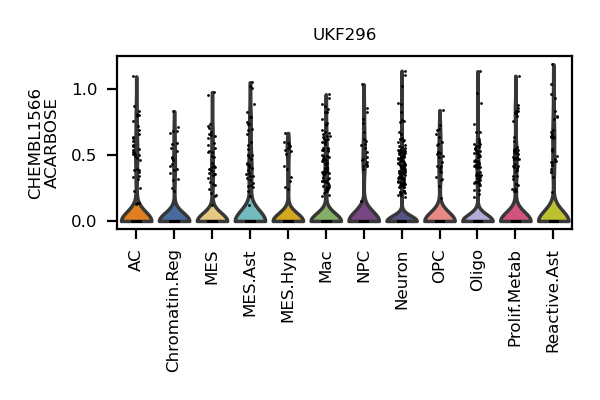 UKF296
CHEMBL1566
ACARBOSE
1.0
0.5
0.0
AC
Chromatin.Reg
MES
MES.Ast
MES.Hyp
Mac
NPC
Neuron
OPC
Oligo
Prolif.Metab
Reactive.Ast